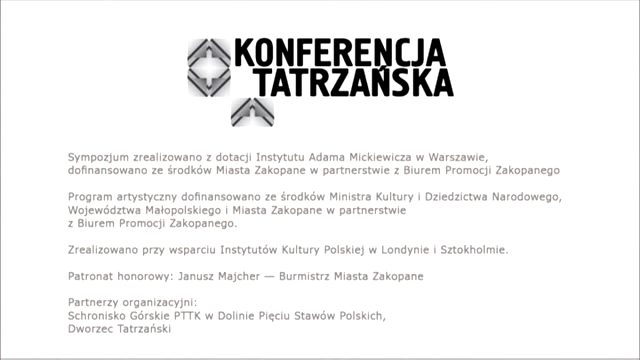 KONFERENCJA
TATRZAŃSKA
Sympozjum zrealizowano z dotacji Instytutu Adama Mickiewicza w Warszawie,
dofinansowano ze środków Miasta Zakopane w partnerstwie z Biurem Promocji Zakopanego
Program artystyczny dofinansowano ze środków Ministra Kultury i Dziedzictwa Narodowego,
Województwa Małopolskiego i Miasta Zakopane w partnerstwie
z Biurem Promocji Zakopanego.
Zrealizowano przy wsparciu Instytutów Kultury Polskiej w Londynie i Sztokholmie.
Patronat honorowy: Janusz Majcher — Burmistrz Miasta Zakopane
Partnerzy organizacyjni:
Schronisko Górskie PTTK w Dolinie Pięciu Stawów Polskich,
Dworzec Tatrzański